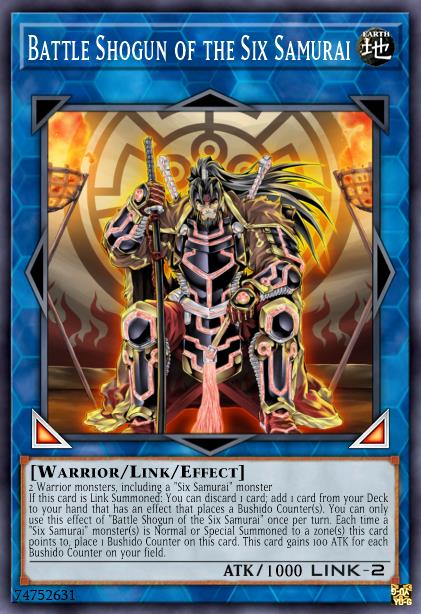 BATTLE SHOGUN OF THE SIX SAMURAI
EARTH
地
[WARRIOR/LINK/EFFECT]
2 Warrior monsters, including a "Six Samurai" monster
If this card is Link Summoned: You can discard 1 card; add 1 card from your Deck
to your hand that has an effect that places a Bushido Counter(s). You can only
use this effect of "Battle Shogun of the Six Samurai" once per turn. Each time a
"Six Samurai" monster(s) is Normal or Special Summoned to a zone(s) this card
points to, place 1 Bushido Counter on this card. This card gains 100 ATK for each
Bushido Counter on your field.
ATK/1000 LINK-2
74752631